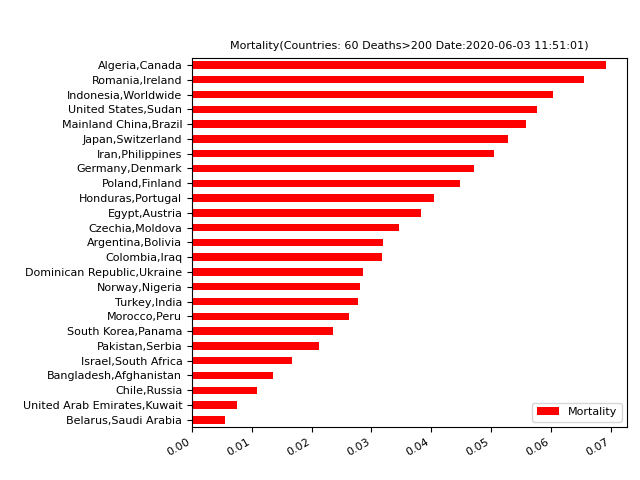 Mortality(Countries: 60 Deaths>200 Date:2020-06-03 11:51:01)
Algeria,Canada
Romania,Ireland
Indonesia,Worldwide
United States,Sudan
Mainland China,Brazil
Japan,Switzerland
Iran,Philippines
Germany,Denmark
Poland,Finland
Honduras,Portugal
Egypt,Austria
Czechia,Moldova
Argentina,Bolivia
Colombia,Iraq
Dominican Republic,Ukraine
Norway,Nigeria
Turkey,India
Morocco,Peru
South Korea,Panama
Pakistan,Serbia
Israel,South Africa
Bangladesh,Afghanistan
Chile,Russia
United Arab Emirates,Kuwait
Belarus,Saudi Arabia
Mortality
0.00 0.01 0.02 0.03 0.04 0.05 0.06 0.07